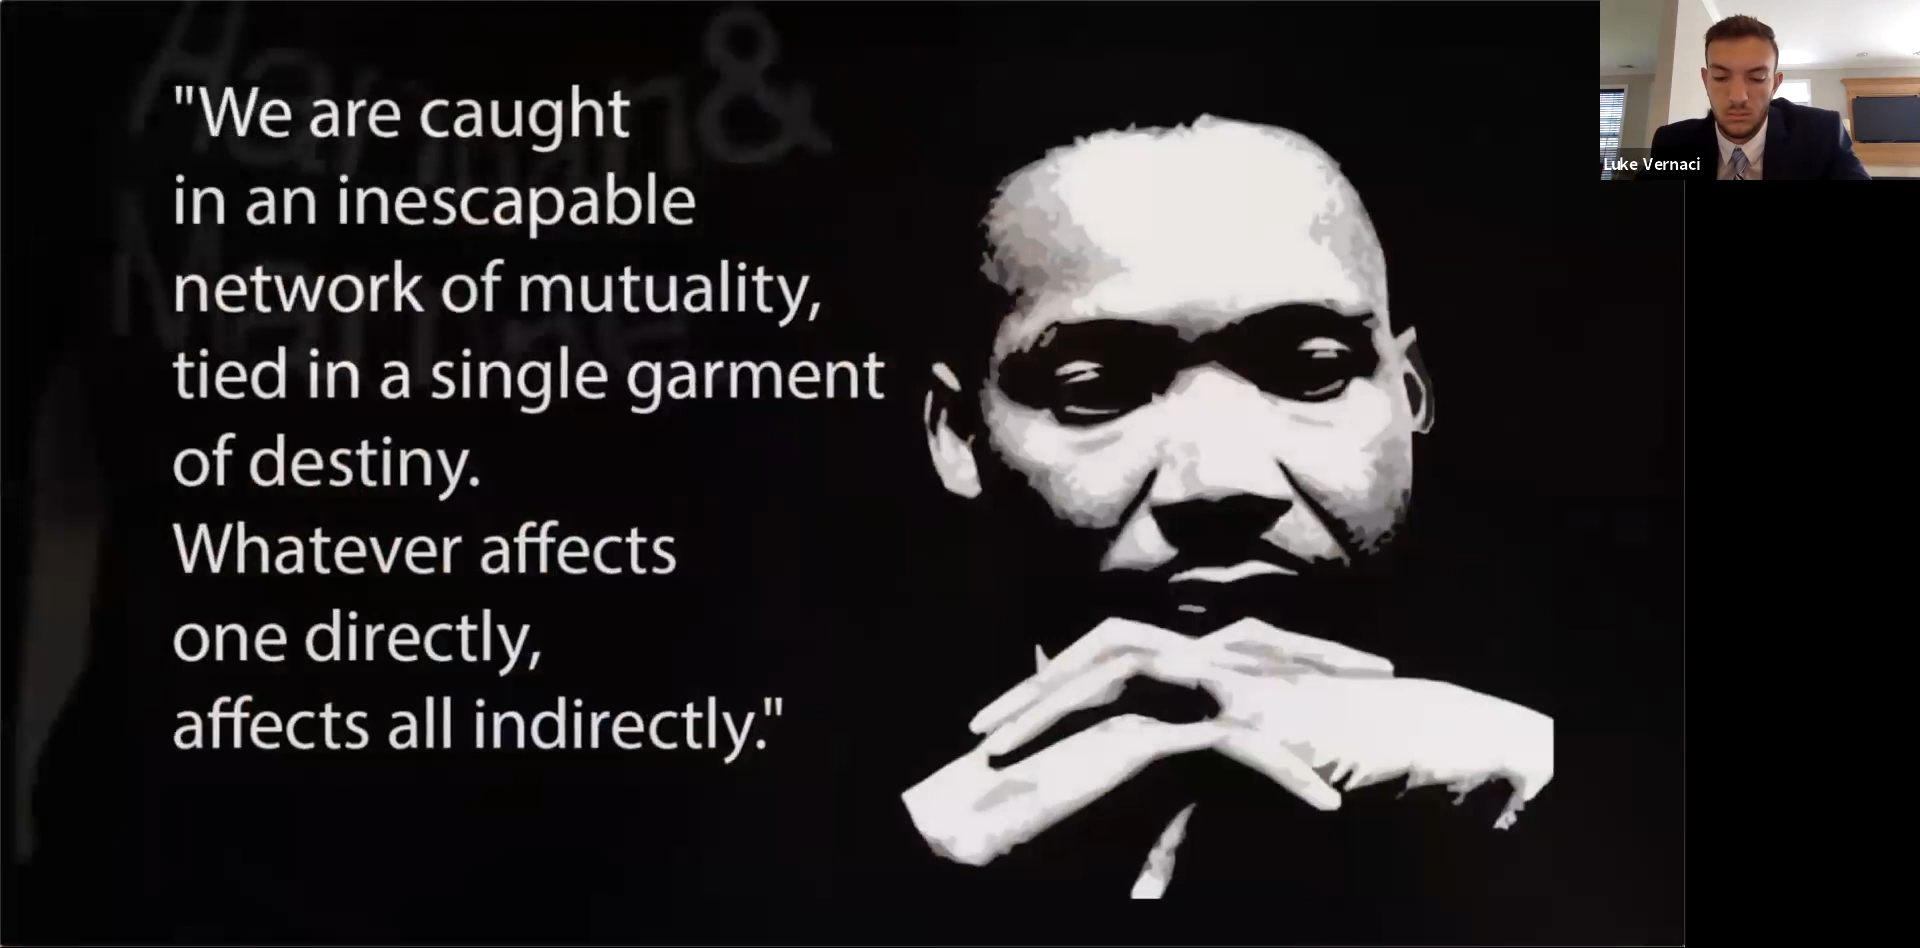 "We are caught
in an inescapable
network of mutuality,
tied in a single garment
of destiny.
Whatever affects
one directly,
affects all indirectly."
Luke Vernaci